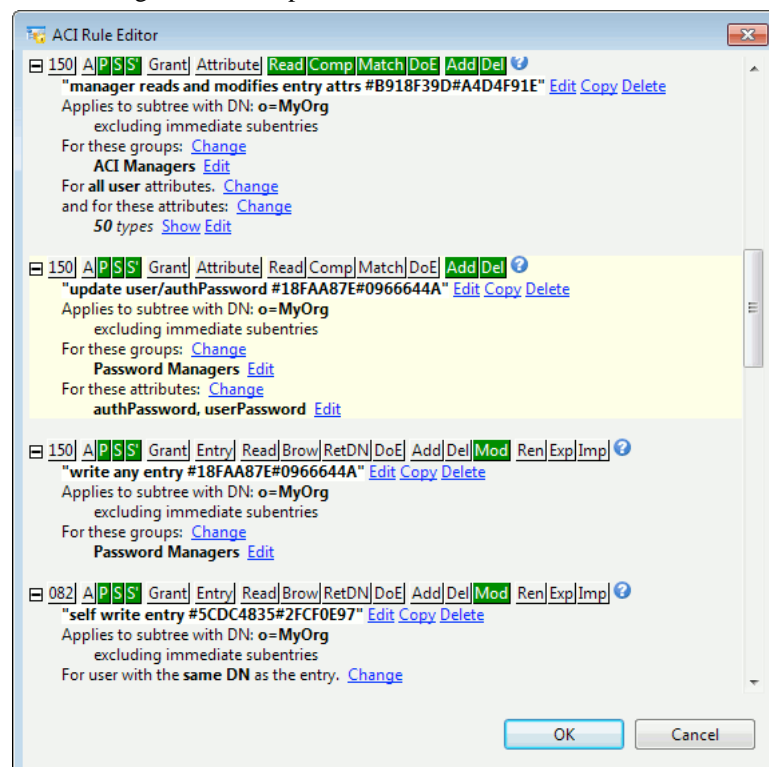 ACI Rule Editor
150 A P S S' Grant Attribute Read Comp Match DoE Add Del ?
"manager reads and modifies entry attrs #B918F39D#A4D4F91E" Edit Copy Delete
Applies to subtree with DN: o=MyOrg
excluding immediate subentries
For these groups: Change
ACI Managers Edit
For all user attributes. Change
and for these attributes: Change
50 types Show Edit
150 A P S S' Grant Attribute Read Comp Match DoE Add Del ?
"update user/authPassword #18FAA87E#0966644A" Edit Copy Delete
Applies to subtree with DN: o=MyOrg
excluding immediate subentries
For these groups: Change
Password Managers Edit
For these attributes: Change
authPassword, userPassword Edit
150 A P S S' Grant Entry Read Brow RetDN DoE Add Del Mod Ren Exp Imp ?
"write any entry #18FAA87E#0966644A" Edit Copy Delete
Applies to subtree with DN: o=MyOrg
excluding immediate subentries
For these groups: Change
Password Managers Edit
082 A P S S' Grant Entry Read Brow RetDN DoE Add Del Mod Ren Exp Imp ?
"self write entry #5CDC4835#2FCF0E97" Edit Copy Delete
Applies to subtree with DN: o=MyOrg
excluding immediate subentries
For user with the same DN as the entry. Change
OK Cancel